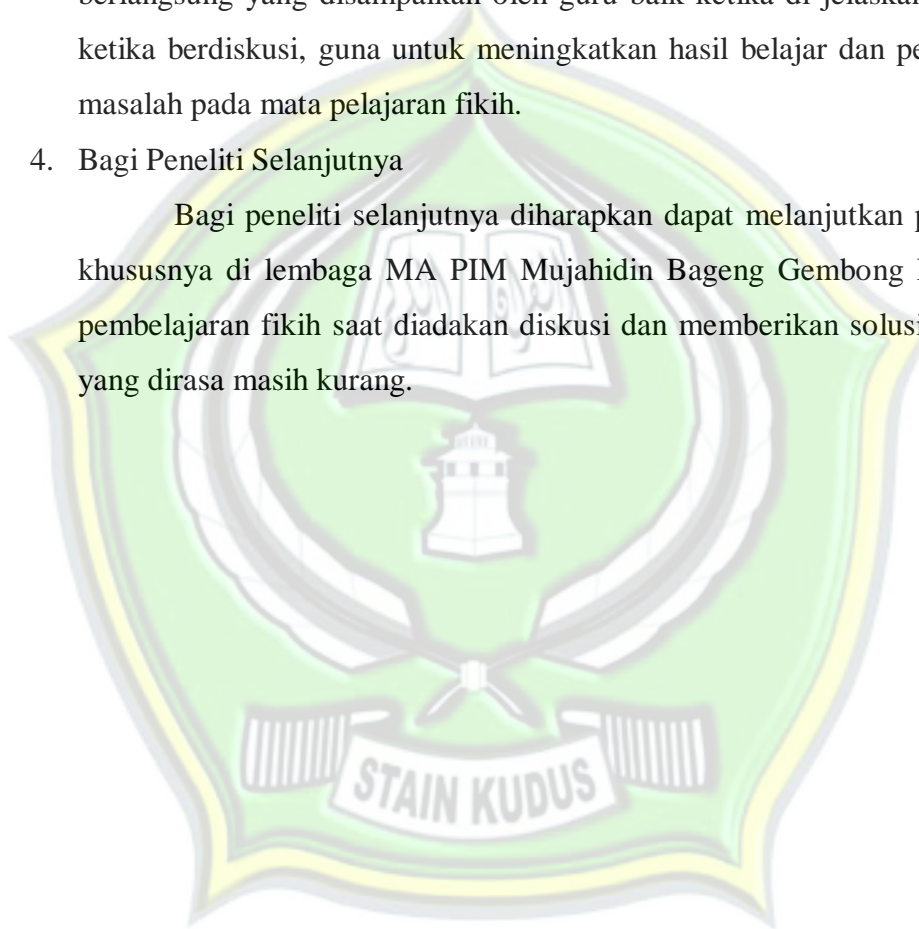 berlangsung yang disampaikan oleh guru baik ketika di jelaskan
ketika berdiskusi, guna untuk meningkatkan hasil belajar dan pe
masalah pada mata pelajaran fikih.
4. Bagi Peneliti Selanjutnya
Bagi peneliti selanjutnya diharapkan dapat melanjutkan
khususnya di lembaga MA PIM Mujahidin Bageng Gembong
pembelajaran fikih saat diadakan diskusi dan memberikan solusi
yang dirasa masih kurang.
STAIN KUDUS